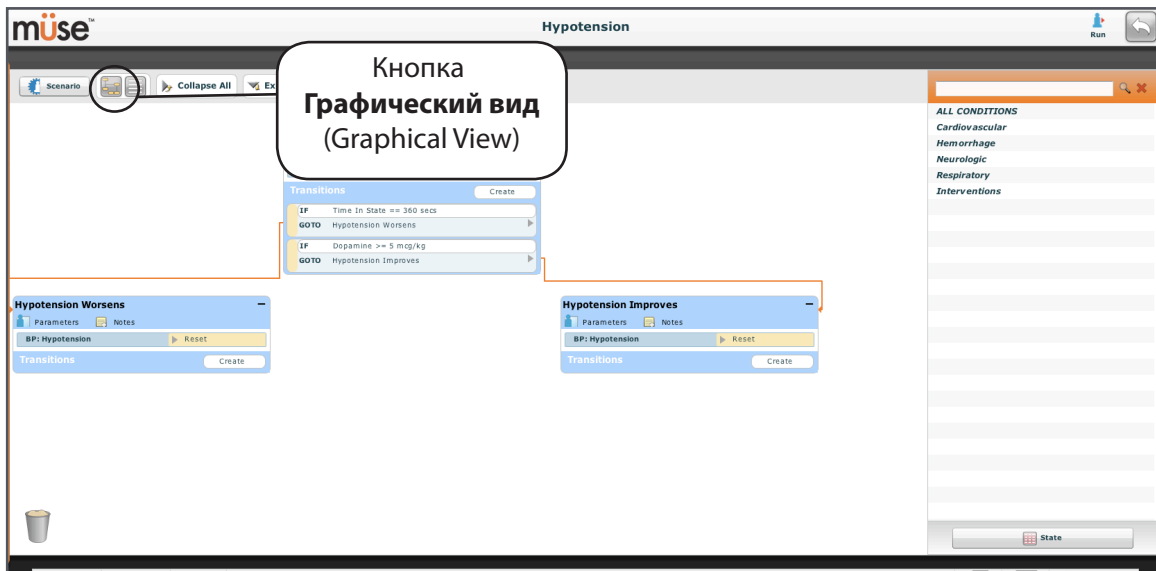 müse™
Hypotension
Run
Scenario
Collapse All
Ex
Кнопка
Графический вид
(Graphical View)
ALL CONDITIONS
Cardiovascular
Hemorrhage
Neurologic
Respiratory
Interventions
Transitions Create
IF Time In State == 360 secs
GOTO Hypotension Worsens
IF Dopamine >= 5 mcg/kg
GOTO Hypotension Improves
Hypotension Worsens
Parameters Notes
BP: Hypotension Reset
Transitions Create
Hypotension Improves
Parameters Notes
BP: Hypotension Reset
Transitions Create
State